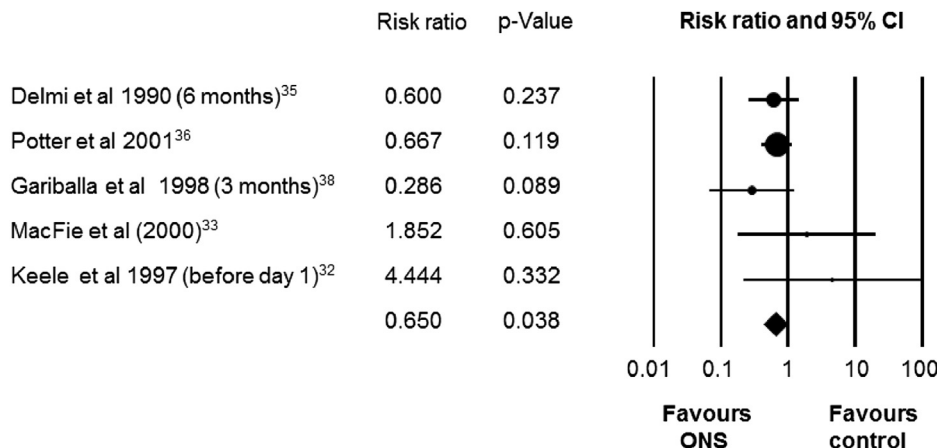 Risk ratio p-Value Risk ratio and 95% CI
Delmi et al 1990 (6 months)35 0.600 0.237
Potter et al 200136 0.667 0.119
Gariballa et al 1998 (3 months)38 0.286 0.089
MacFie et al (2000)33 1.852 0.605
Keele et al 1997 (before day 1)32 4.444 0.332
0.650 0.038
0.01 0.1 1 10 100
Favours ONS Favours control